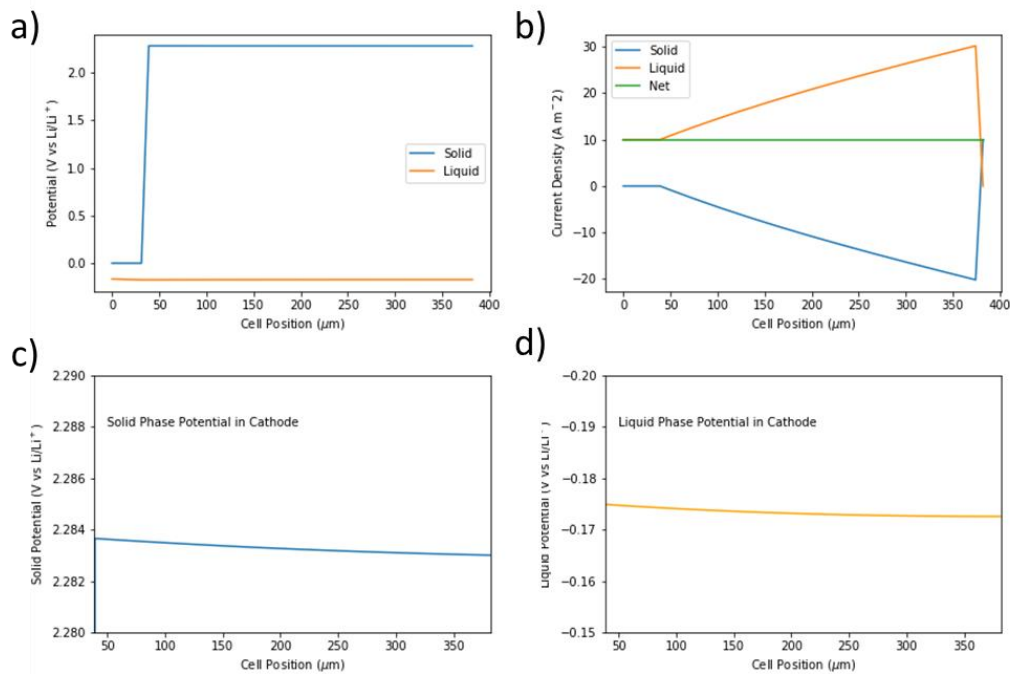 a)
Potential (V vs Li/Li⁺)
2.0
1.5
1.0
0.5
0.0
Solid
Liquid
0 50 100 150 200 250 300 350 400
Cell Position (μm)
b)
Current Density (A m⁻2)
30
20
10
0
−10
−20
Solid
Liquid
Net
0 50 100 150 200 250 300 350 400
Cell Position (μm)
c)
Solid Potential (V vs Li/Li⁺)
2.290
2.288
2.286
2.284
2.282
2.280
Solid Phase Potential in Cathode
50 100 150 200 250 300 350
Cell Position (μm)
d)
Liquid Potential (V vs Li/Li⁺)
−0.20
−0.19
−0.18
−0.17
−0.16
−0.15
Liquid Phase Potential in Cathode
50 100 150 200 250 300 350
Cell Position (μm)